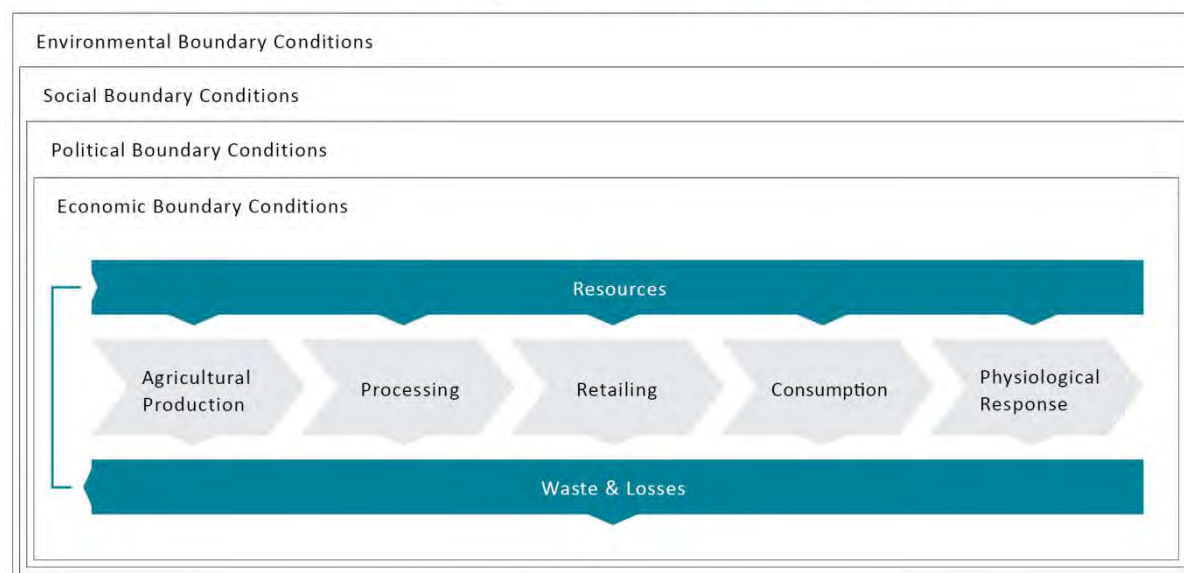 Environmental Boundary Conditions
Social Boundary Conditions
Political Boundary Conditions
Economic Boundary Conditions
Resources
Agricultural
Production
Processing
Retailing
Consumption
Physiological
Response
Waste & Losses